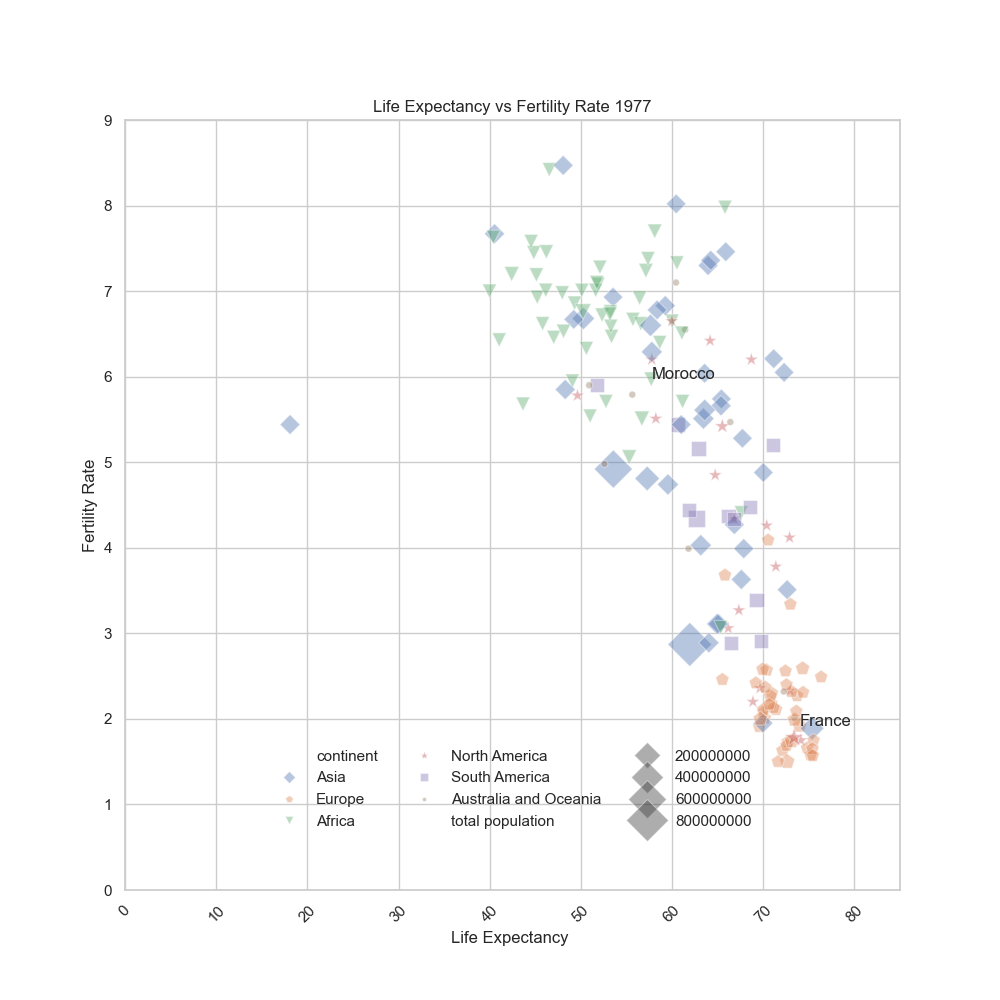 Life Expectancy vs Fertility Rate 1977
9
8
7
6
5
4
3
2
1
0
Fertility Rate
Morocco
France
continent
Asia
Europe
Africa
North America
South America
Australia and Oceania
total population
200000000
400000000
600000000
800000000
0
10
20
30
40
50
60
70
80
Life Expectancy